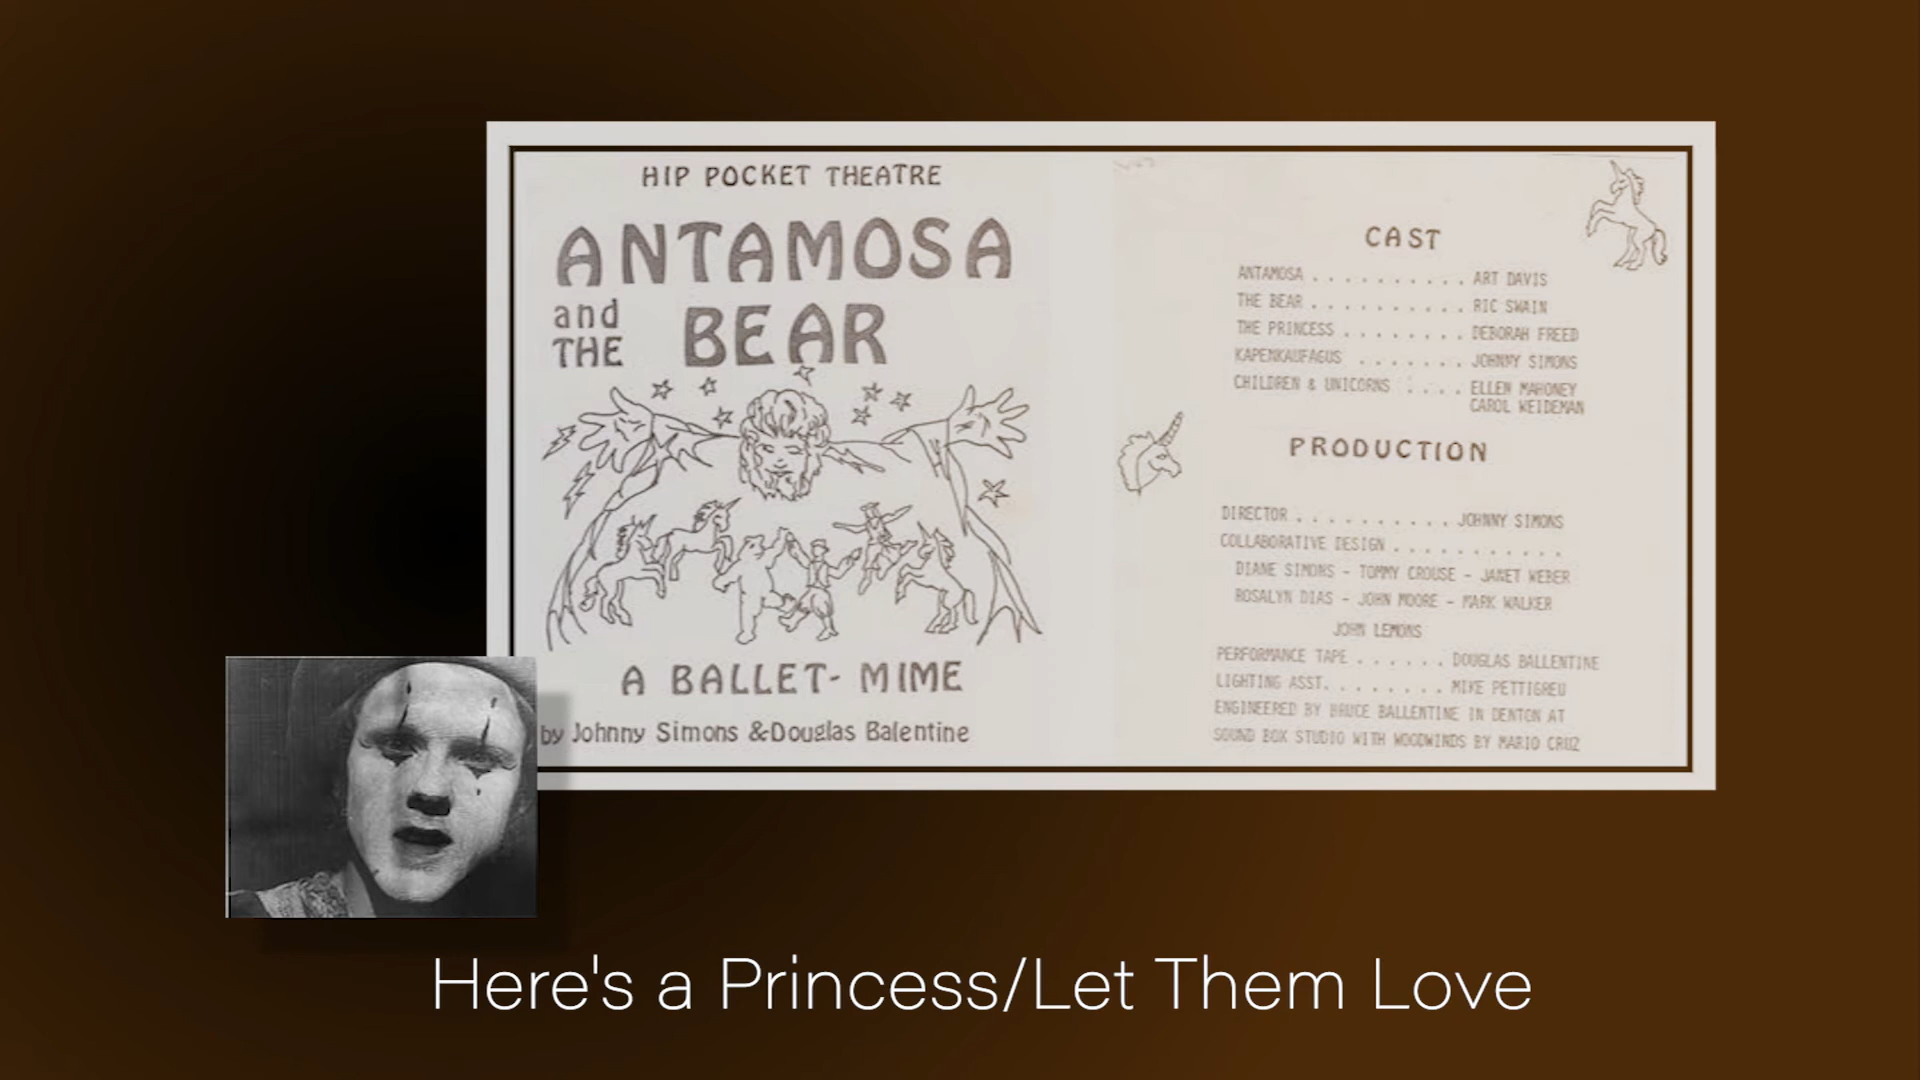 HIP POCKET THEATRE
ANTAMOSA
and THE BEAR
A BALLET- MIME
by Johnny Simons & Douglas Balentine
CAST
ANTAMOSA . . . . . . . . . . ART DAVIS
THE BEAR . . . . . . . . . . RIC SWAIN
THE PRINCESS . . . . . . . . DEBORAH FREED
KAPENKAUFAGUS . . . . . . . JOHNNY SIMONS
CHILDREN & UNICORNS . . . . ELLEN MAHONEY
CAROL WEIDEMAN
PRODUCTION
DIRECTOR . . . . . . . . . . JOHNNY SIMONS
COLLABORATIVE DESIGN . . . . . . . . . . .
DIANE SIMONS - TOMMY CROUSE - JANET WEBER
ROSALYN DIAS - JOHN MOORE - MARK WALKER
JOHN LEMONS
PERFORMANCE TAPE . . . . . . DOUGLAS BALLENTINE
LIGHTING ASST. . . . . . . . MIKE PETTIGREU
ENGINEERED BY BRUCE BALLENTINE IN DENTON AT
SOUND BOX STUDIO WITH WOODWINDS BY MARIO CRUZ
Here's a Princess/Let Them Love